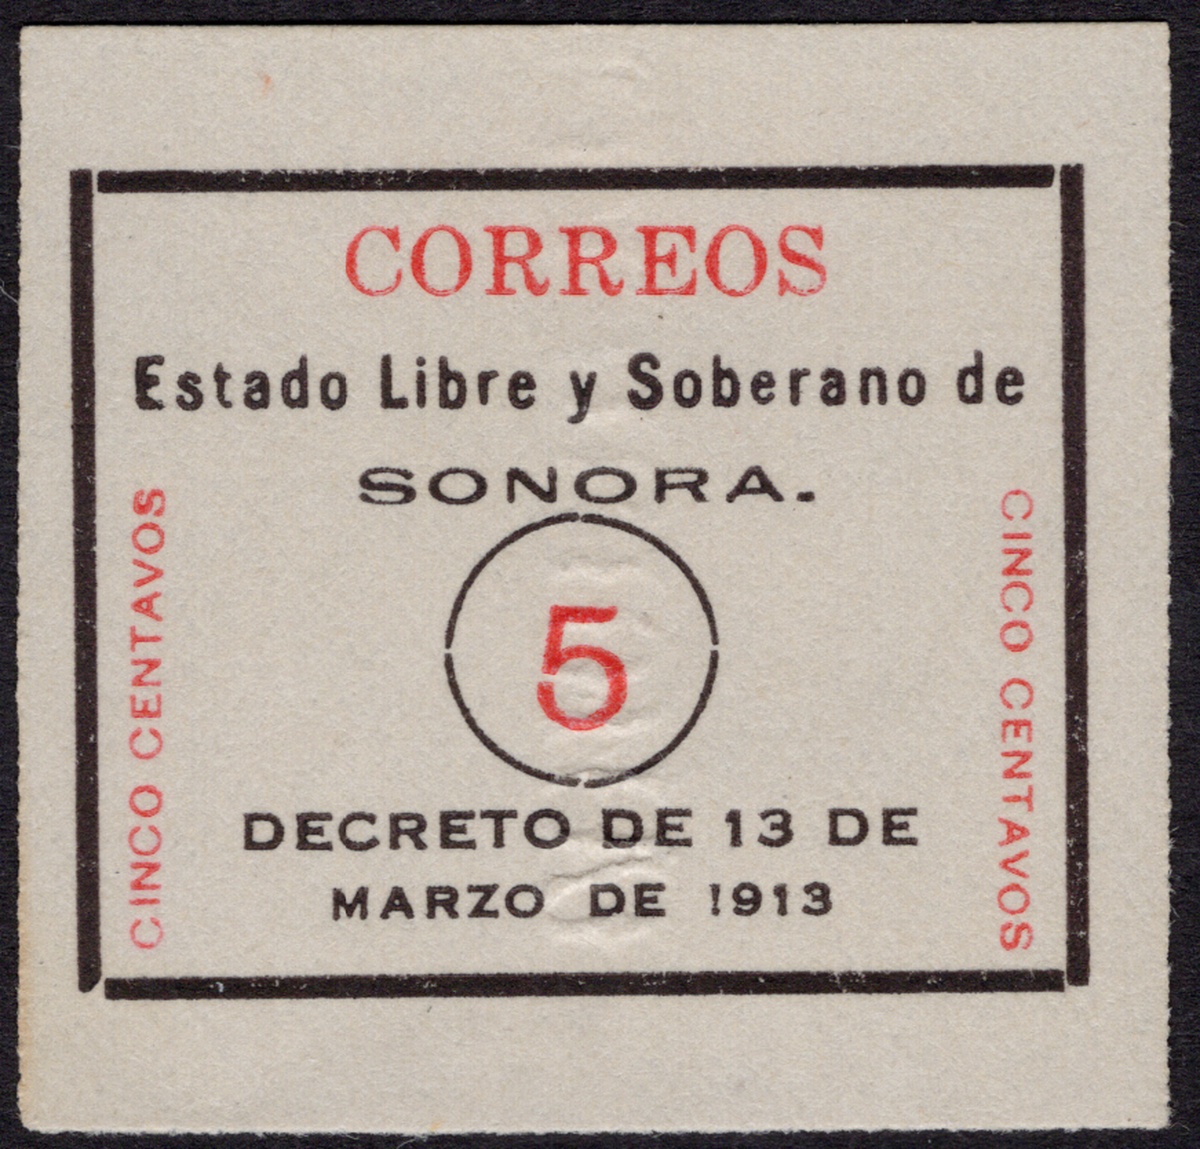 CORREOS
Estado Libre y Soberano de
SONORA.
CINCO CENTAVOS
5
CINCO CENTAVOS
DECRETO DE 13 DE
MARZO DE 1913